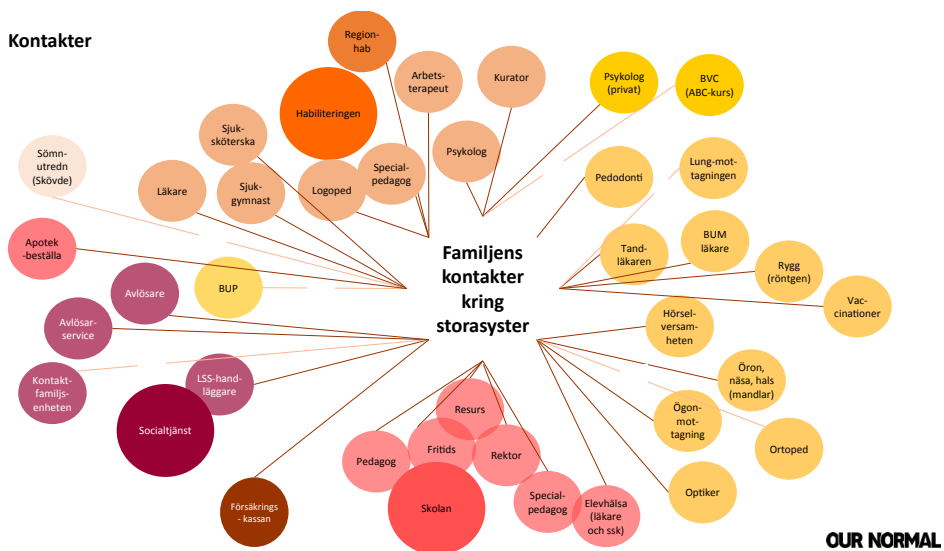 Kontakter
Region-
hab
Habiliteringen
Arbets-
terapeut
Kurator
Psykolog
(privat)
BVC
(ABC-kurs)
Sjuk-
sköterska
Psykolog
Sömn-
utredn
(Skövde)
Läkare
Sjuk-
gymnast
Logoped
Special-
pedagog
Pedodonti
Lung-mot-
tagningen
Apotek
-beställa
Avlösare
BUP
Familjens
kontakter
kring
storasyster
Tand-
läkaren
BUM
läkare
Rygg
(röntgen)
Vac-
cinationer
Avlösar-
service
Hörsel-
versam-
heten
Kontakt-
familjs-
enheten
LSS-hand-
läggare
Socialtjänst
Öron,
näsa, hals
(mandlar)
Ögon-
mot-
tagning
Ortoped
Resurs
Pedagog
Fritids
Rektor
Skolan
Special-
pedagog
Elevhälsa
(läkare
och ssk)
Optiker
Försäkrings
- kassan
OUR NORMAL